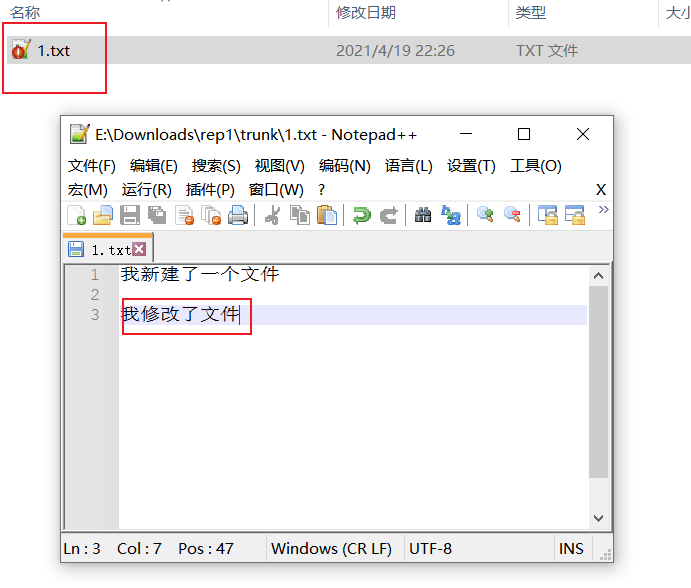 名称 修改日期 类型 大小
1.txt 2021/4/19 22:26 TXT 文件
E:\Downloads\rep1\trunk\1.txt - Notepad++
文件(F) 编辑(E) 搜索(S) 视图(V) 编码(N) 语言(L) 设置(T) 工具(O)
宏(M) 运行(R) 插件(P) 窗口(W) ? X
1.txt
1 我新建了一个文件
2
3 我修改了文件
Ln : 3 Col : 7 Pos : 47 Windows (CR LF) UTF-8 INS